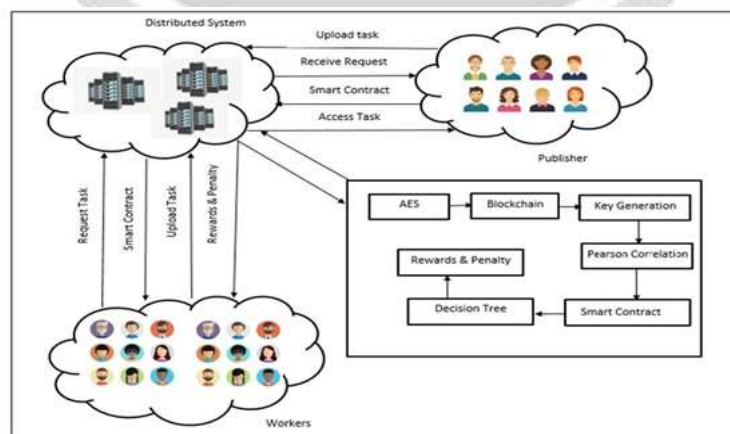 Distributed System
Upload task
Receive Request
Smart Contract
Access Task
Publisher
Request Task
Smart Contract
Upload Task
Rewards & Penalty
AES
Blockchain
Key Generation
Pearson Correlation
Rewards & Penalty
Decision Tree
Smart Contract
Workers